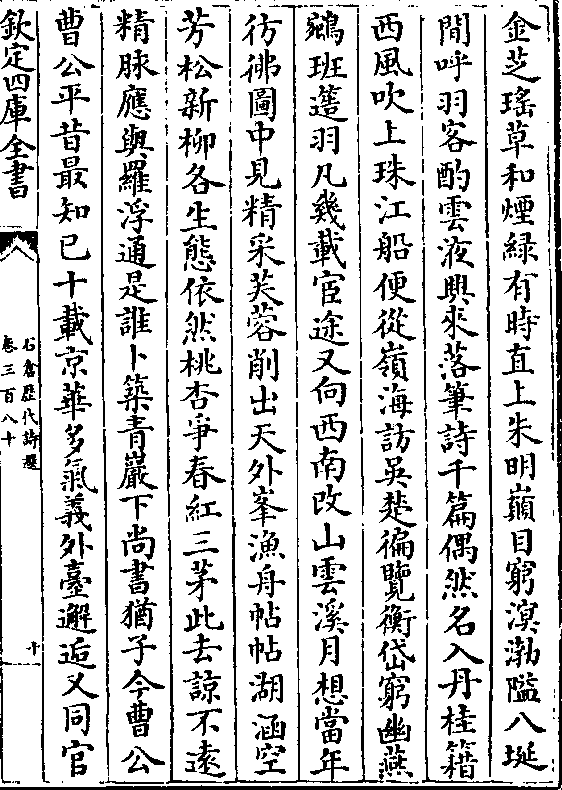 金芝瑤草和煙綠有時直上朱明巔目窮溟渤隘八埏
間呼羽客酌雲液興來落筆詩千篇偶然名入丹桂籍
西風吹上珠江船便從嶺海訪吳楚徧覽衡岱窮幽燕
鵷班簉羽凡幾載宦途又向西南改山雲溪月想當年
彷彿圖中見精采芙蓉削出天外峯漁舟帖帖湖涵空
芳松新柳各生態依然桃杏爭春紅三茅此去諒不遠
精脉應與羅浮通是誰卜築青巖下尚書猶子今曹公
曹公平昔最知已十載京華多氣義外臺邂逅又同官
欽定四庫全書
石倉歴代詩選
卷三百八十
十